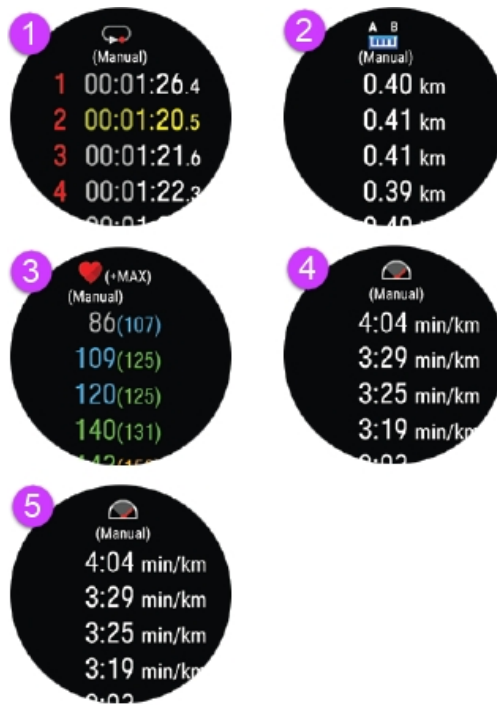 1
(Manual)
1 00:01:26.4
2 00:01:20.5
3 00:01:21.6
4 00:01:22.3
2
A B
(Manual)
0.40 km
0.41 km
0.41 km
0.39 km
3
(+MAX)
(Manual)
86(107)
109(125)
120(125)
140(131)
4
(Manual)
4:04 min/km
3:29 min/km
3:25 min/km
3:19 min/km
5
(Manual)
4:04 min/km
3:29 min/km
3:25 min/km
3:19 min/km